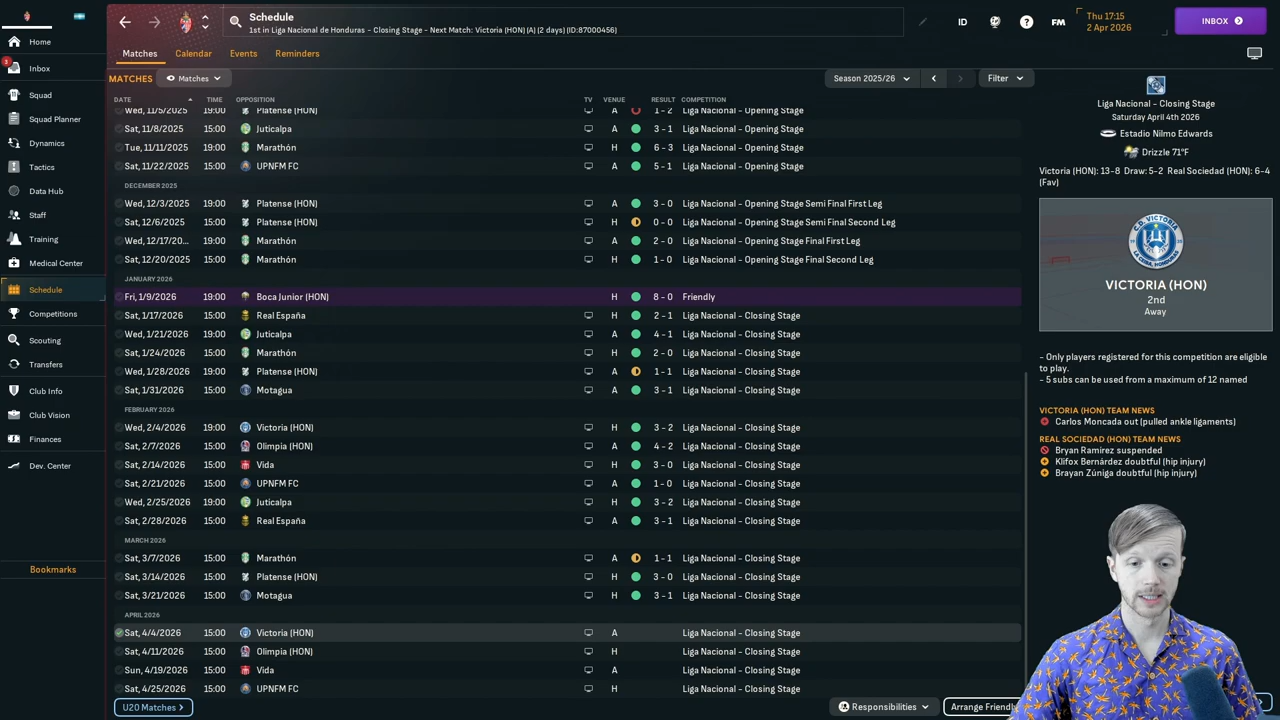 Schedule
1st in Liga Nacional de Honduras - Closing Stage - Next Match: Victoria (HON) (A) (2 days) (ID:87000456)
ID
FM
Thu 17:15
2 Apr 2026
INBOX
Home
3
Inbox
Squad
Squad Planner
Dynamics
Tactics
Data Hub
Staff
Training
Medical Center
Schedule
Competitions
Scouting
Transfers
Club Info
Club Vision
Finances
Dev. Center
Bookmarks
Matches Calendar Events Reminders
MATCHES Matches Season 2025/26 Filter
DATE TIME OPPOSITION TV VENUE RESULT COMPETITION
Wed, 11/5/2025 19:00 Platense (HON) A 1 - 2 Liga Nacional - Opening Stage
Sat, 11/8/2025 15:00 Juticalpa A 3 - 1 Liga Nacional - Opening Stage
Tue, 11/11/2025 19:00 Marathón H 6 - 3 Liga Nacional - Opening Stage
Sat, 11/22/2025 15:00 UPNFM FC A 5 - 1 Liga Nacional - Opening Stage
DECEMBER 2025
Wed, 12/3/2025 19:00 Platense (HON) A 3 - 0 Liga Nacional - Opening Stage Semi Final First Leg
Sat, 12/6/2025 15:00 Platense (HON) H 0 - 0 Liga Nacional - Opening Stage Semi Final Second Leg
Wed, 12/17/20... 19:00 Marathón A 2 - 0 Liga Nacional - Opening Stage Final First Leg
Sat, 12/20/2025 15:00 Marathón H 1 - 0 Liga Nacional - Opening Stage Final Second Leg
JANUARY 2026
Fri, 1/9/2026 19:00 Boca Junior (HON) H 8 - 0 Friendly
Sat, 1/17/2026 15:00 Real España H 2 - 1 Liga Nacional - Closing Stage
Wed, 1/21/2026 19:00 Juticalpa A 4 - 1 Liga Nacional - Closing Stage
Sat, 1/24/2026 15:00 Marathón H 2 - 0 Liga Nacional - Closing Stage
Wed, 1/28/2026 19:00 Platense (HON) A 1 - 1 Liga Nacional - Closing Stage
Sat, 1/31/2026 15:00 Motagua A 3 - 1 Liga Nacional - Closing Stage
FEBRUARY 2026
Wed, 2/4/2026 19:00 Victoria (HON) H 3 - 2 Liga Nacional - Closing Stage
Sat, 2/7/2026 15:00 Olimpia (HON) A 4 - 2 Liga Nacional - Closing Stage
Sat, 2/14/2026 15:00 Vida H 3 - 0 Liga Nacional - Closing Stage
Sat, 2/21/2026 15:00 UPNFM FC A 1 - 0 Liga Nacional - Closing Stage
Wed, 2/25/2026 19:00 Juticalpa H 3 - 2 Liga Nacional - Closing Stage
Sat, 2/28/2026 15:00 Real España A 3 - 1 Liga Nacional - Closing Stage
MARCH 2026
Sat, 3/7/2026 15:00 Marathón A 1 - 1 Liga Nacional - Closing Stage
Sat, 3/14/2026 15:00 Platense (HON) H 3 - 0 Liga Nacional - Closing Stage
Sat, 3/21/2026 15:00 Motagua H 3 - 1 Liga Nacional - Closing Stage
APRIL 2026
Sat, 4/4/2026 15:00 Victoria (HON) A Liga Nacional - Closing Stage
Sat, 4/11/2026 15:00 Olimpia (HON) H Liga Nacional - Closing Stage
Sun, 4/19/2026 15:00 Vida A Liga Nacional - Closing Stage
Sat, 4/25/2026 15:00 UPNFM FC H Liga Nacional - Closing Stage
U20 Matches Responsibilities Arrange Friendly
Liga Nacional - Closing Stage
Saturday April 4th 2026
Estadio Nilmo Edwards
Drizzle 71°F
Victoria (HON): 13-8 Draw: 5-2 Real Sociedad (HON): 6-4
(Fav)
C.D. VICTORIA
VICTORIA (HON)
2nd
Away
- Only players registered for this competition are eligible
to play.
- 5 subs can be used from a maximum of 12 named
VICTORIA (HON) TEAM NEWS
Carlos Moncada out (pulled ankle ligaments)
REAL SOCIEDAD (HON) TEAM NEWS
Bryan Ramírez suspended
Klifox Bernárdez doubtful (hip injury)
Brayan Zúniga doubtful (hip injury)